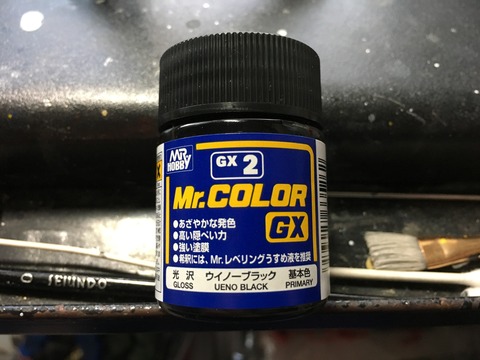 MR
HOBBY
GX 2
Mr.COLOR
GX
●あざやかな発色
●高い隠ぺい力
●強い塗膜
●希釈には、Mr.レベリングうすめ液を推奨
光沢 ウイノーブラック 基本色
GLOSS UENO BLACK PRIMARY
0 SEKINDO